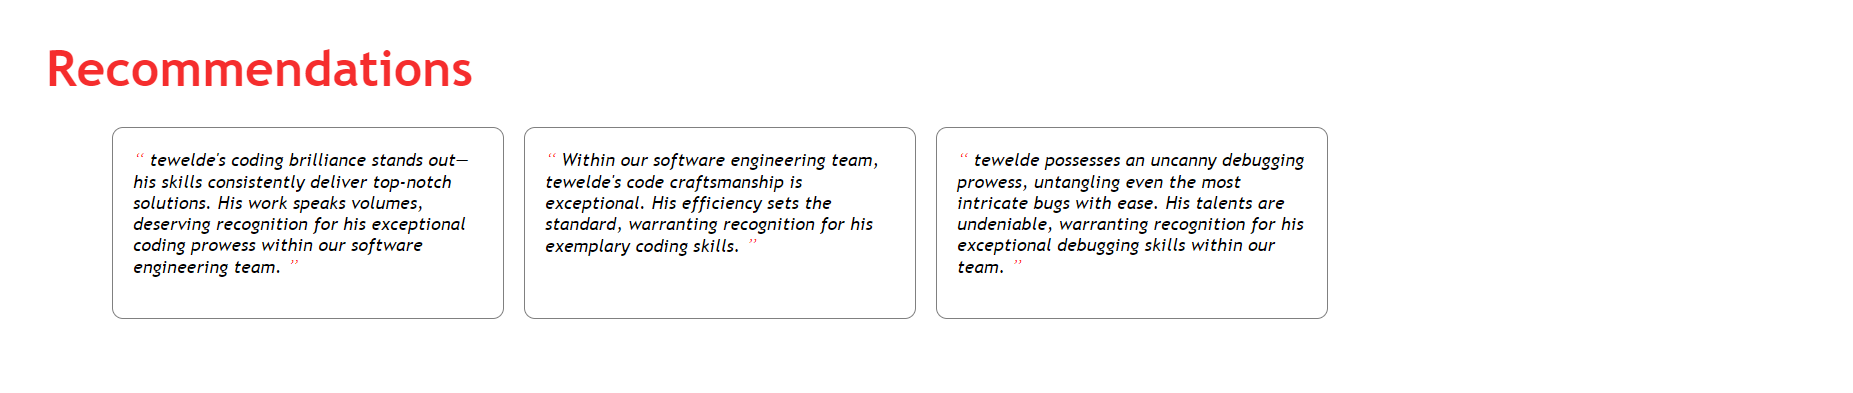 Recommendations
“ tewelde's coding brilliance stands out—
his skills consistently deliver top-notch
solutions. His work speaks volumes,
deserving recognition for his exceptional
coding prowess within our software
engineering team. ”
“ Within our software engineering team,
tewelde's code craftsmanship is
exceptional. His efficiency sets the
standard, warranting recognition for his
exemplary coding skills. ”
“ tewelde possesses an uncanny debugging
prowess, untangling even the most
intricate bugs with ease. His talents are
undeniable, warranting recognition for his
exceptional debugging skills within our
team. ”